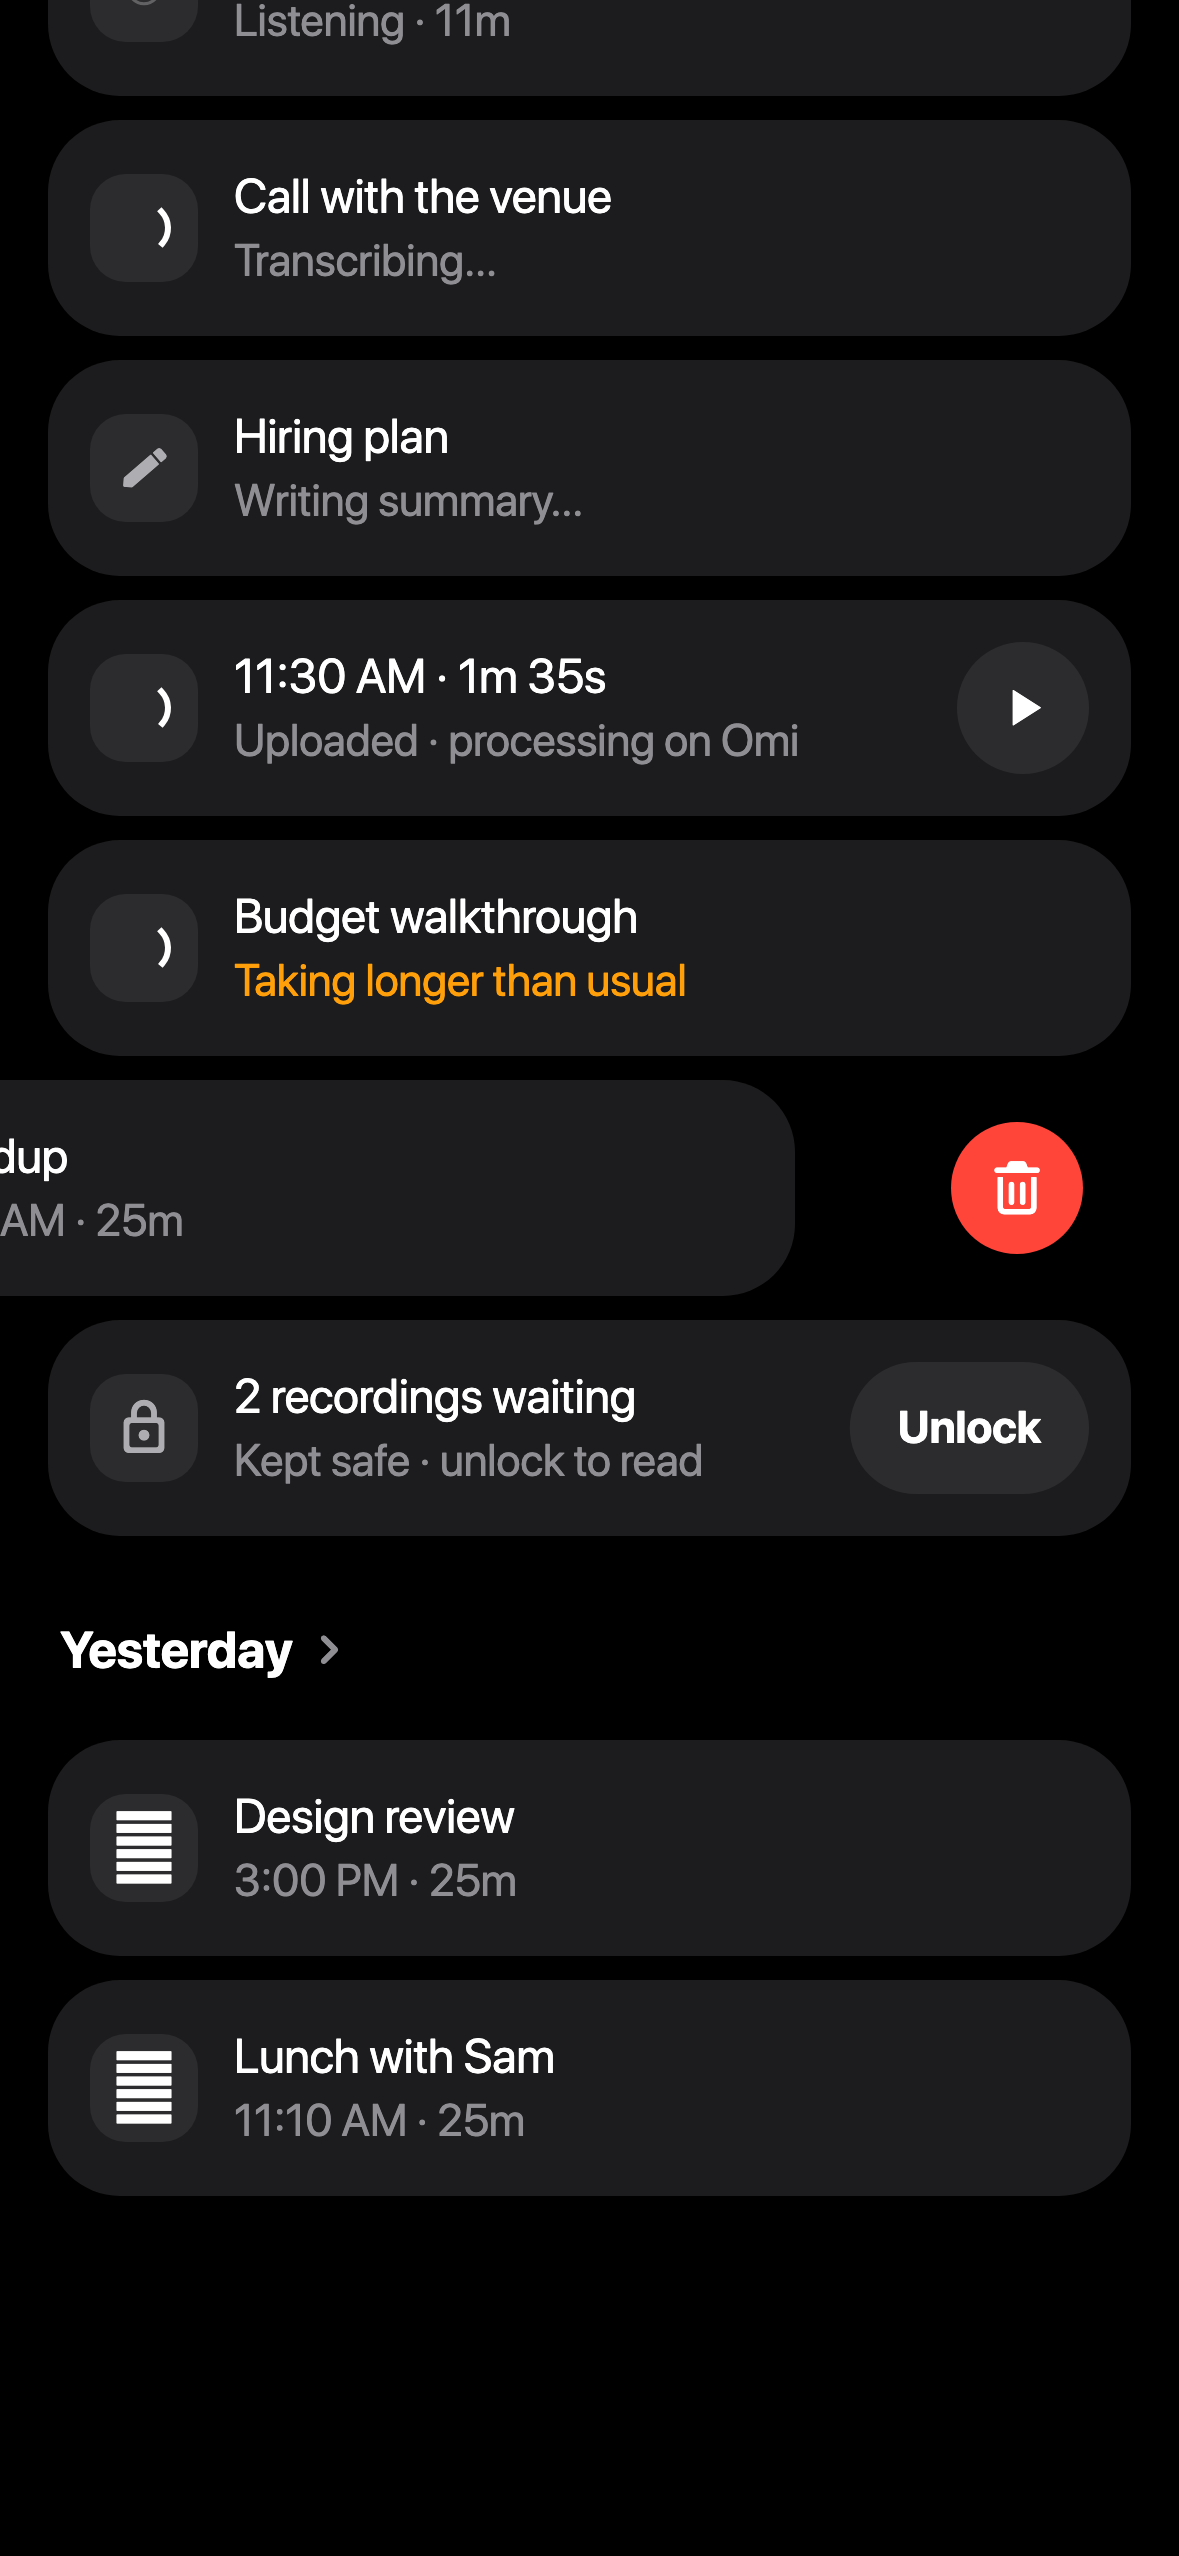 Listening · 11m
Call with the venue
Transcribing...
Hiring plan
Writing summary...
11:30 AM · 1m 35s
Uploaded · processing on Omi
Budget walkthrough
Taking longer than usual
dup
AM · 25m
2 recordings waiting
Kept safe · unlock to read
Unlock
Yesterday
Design review
3:00 PM · 25m
Lunch with Sam
11:10 AM · 25m